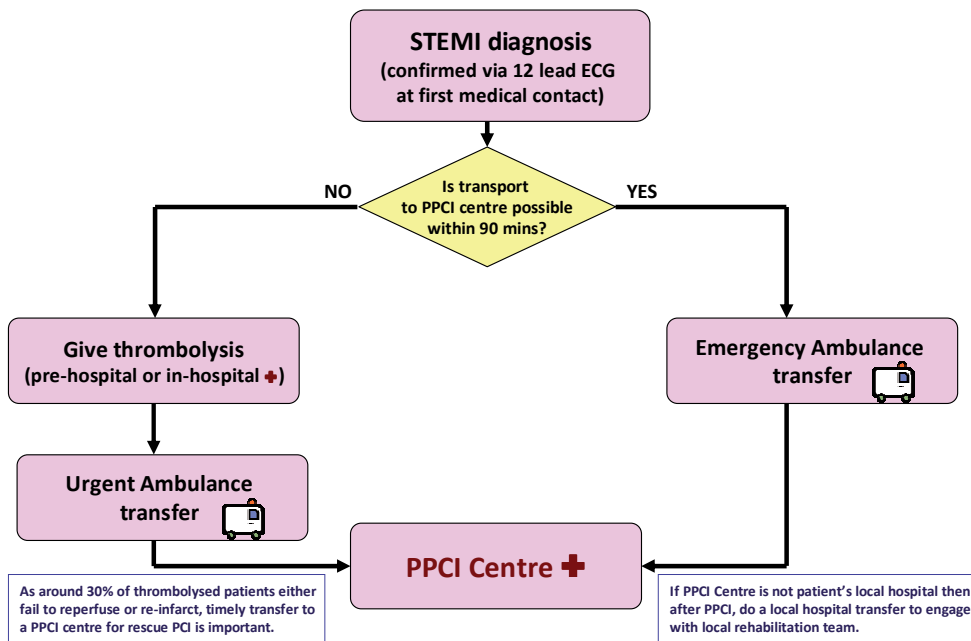 STEMI diagnosis
(confirmed via 12 lead ECG
at first medical contact)
NO
Is transport
to PPCI centre possible
within 90 mins?
YES
Give thrombolysis
(pre-hospital or in-hospital ✚)
Emergency Ambulance
transfer
Urgent Ambulance
transfer
PPCI Centre ✚
As around 30% of thrombolysed patients either
fail to reperfuse or re-infarct, timely transfer to
a PPCI centre for rescue PCI is important.
If PPCI Centre is not patient's local hospital then
after PPCI, do a local hospital transfer to engage
with local rehabilitation team.